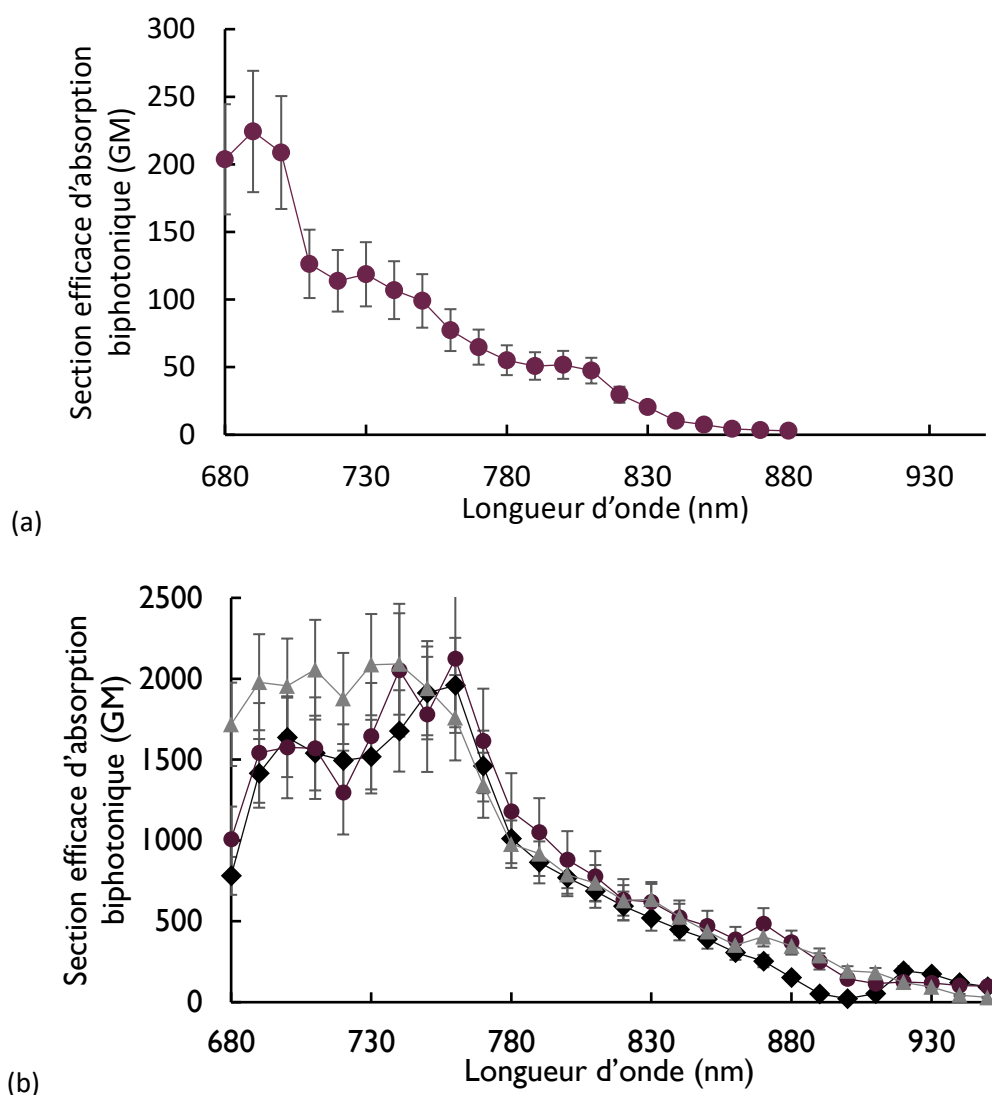 300
250
200
150
100
50
0
Section efficace d'absorption
biphotonique (GM)
680 730 780 830 880 930
Longueur d'onde (nm)
(a)
2500
2000
1500
1000
500
0
Section efficace d'absorption
biphotonique (GM)
680 730 780 830 880 930
Longueur d'onde (nm)
(b)